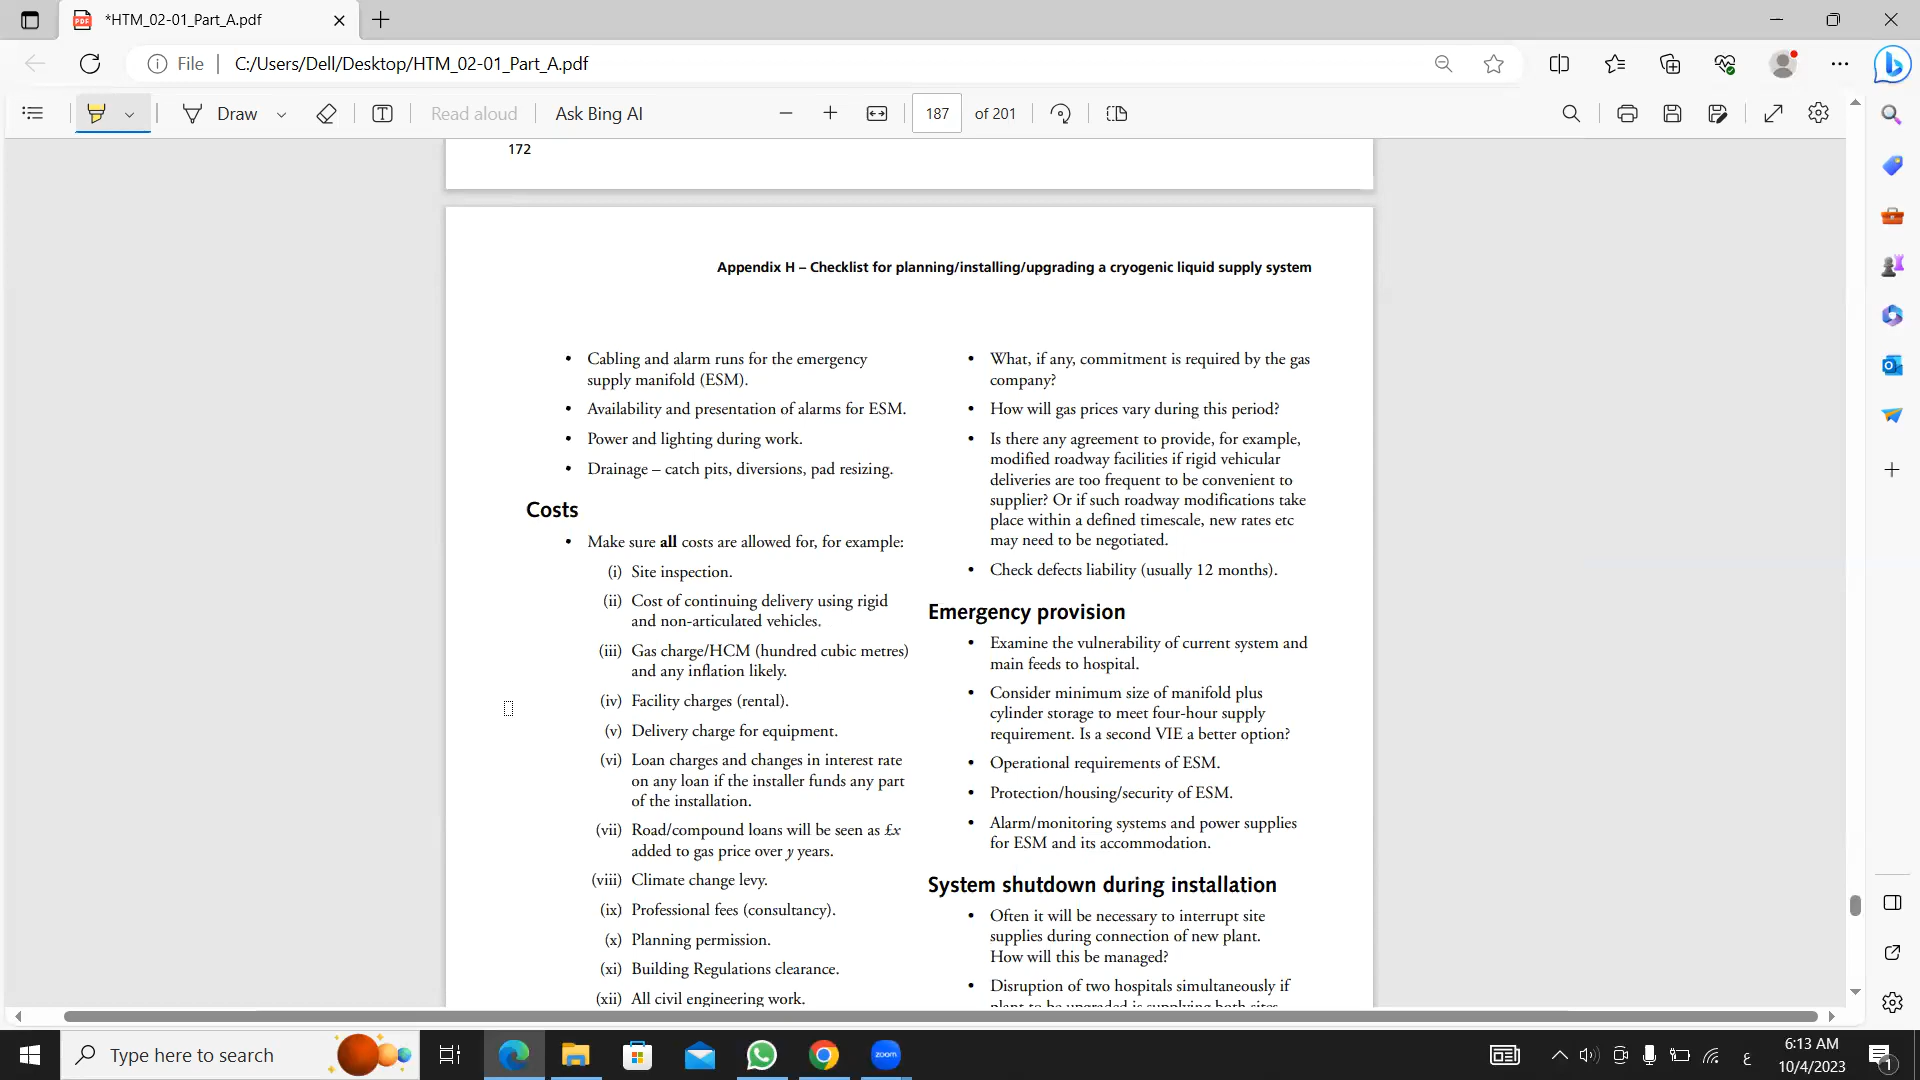 *HTM_02-01_Part_A.pdf
File
C:/Users/Dell/Desktop/HTM_02-01_Part_A.pdf
Draw
Read aloud
Ask Bing AI
187
of 201
172
Appendix H – Checklist for planning/installing/upgrading a cryogenic liquid supply system
• Cabling and alarm runs for the emergency
supply manifold (ESM).
• Availability and presentation of alarms for ESM.
• Power and lighting during work.
• Drainage – catch pits, diversions, pad resizing.
Costs
• Make sure all costs are allowed for, for example:
(i) Site inspection.
(ii) Cost of continuing delivery using rigid
and non-articulated vehicles.
(iii) Gas charge/HCM (hundred cubic metres)
and any inflation likely.
(iv) Facility charges (rental).
(v) Delivery charge for equipment.
(vi) Loan charges and changes in interest rate
on any loan if the installer funds any part
of the installation.
(vii) Road/compound loans will be seen as £x
added to gas price over y years.
(viii) Climate change levy.
(ix) Professional fees (consultancy).
(x) Planning permission.
(xi) Building Regulations clearance.
(xii) All civil engineering work.
• What, if any, commitment is required by the gas
company?
• How will gas prices vary during this period?
• Is there any agreement to provide, for example,
modified roadway facilities if rigid vehicular
deliveries are too frequent to be convenient to
supplier? Or if such roadway modifications take
place within a defined timescale, new rates etc
may need to be negotiated.
• Check defects liability (usually 12 months).
Emergency provision
• Examine the vulnerability of current system and
main feeds to hospital.
• Consider minimum size of manifold plus
cylinder storage to meet four-hour supply
requirement. Is a second VIE a better option?
• Operational requirements of ESM.
• Protection/housing/security of ESM.
• Alarm/monitoring systems and power supplies
for ESM and its accommodation.
System shutdown during installation
• Often it will be necessary to interrupt site
supplies during connection of new plant.
How will this be managed?
• Disruption of two hospitals simultaneously if
plant to be upgraded is supplying both sites
Type here to search
zoom
ع
6:13 AM
10/4/2023
1